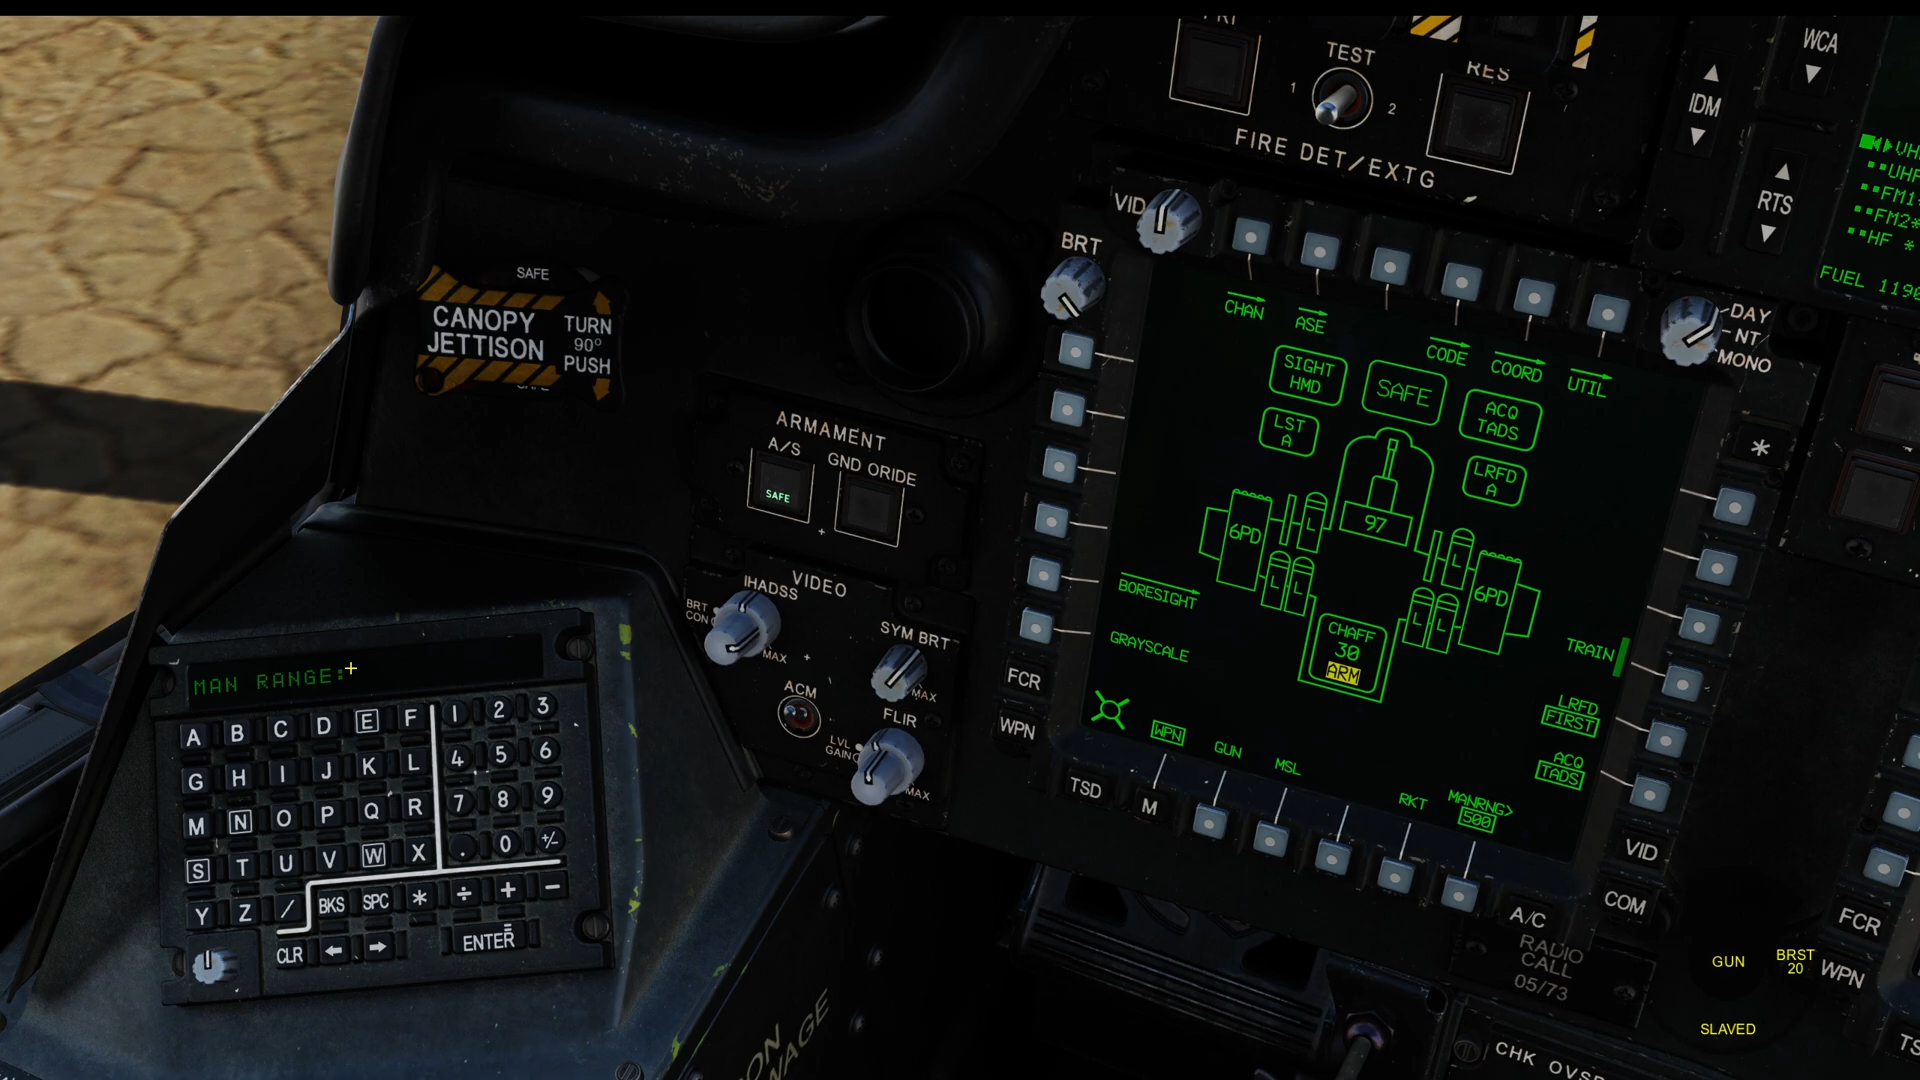 TEST
RES
1
2
FIRE DET/EXTG
WCA
IDM
RTS
UHF
FM1
FM2*
HF *
FUEL 1190
VID
BRT
DAY
NT
MONO
SAFE
CANOPY
JETTISON
TURN
90°
PUSH
ARMAMENT
A/S
GND ORIDE
SAFE
VIDEO
IHADSS
BRT
CON
MAX
SYM BRT
MAX
ACM
FLIR
LVL
GAIN
MAX
CHAN
ASE
CODE
COORD
UTIL
SIGHT
HMD
SAFE
ACQ
TADS
LST
A
LRFD
A
97
6PD
L
L
L
L
L
L
6PD
BORESIGHT
GRAYSCALE
CHAFF
30
ARM
TRAIN
LRFD
FIRST
ACQ
TADS
WPN
GUN
MSL
RKT
MANRNG>
500
FCR
WPN
TSD
M
*
VID
COM
A/C
RADIO
CALL
05/73
FCR
WPN
MAN RANGE:
A B C D E F 1 2 3
G H I J K L 4 5 6
M N O P Q R 7 8 9
S T U V W X . 0 +/-
Y Z / BKS SPC * ÷ + −
CLR ← → ENTER
GUN
BRST
20
SLAVED
CHK OVSP